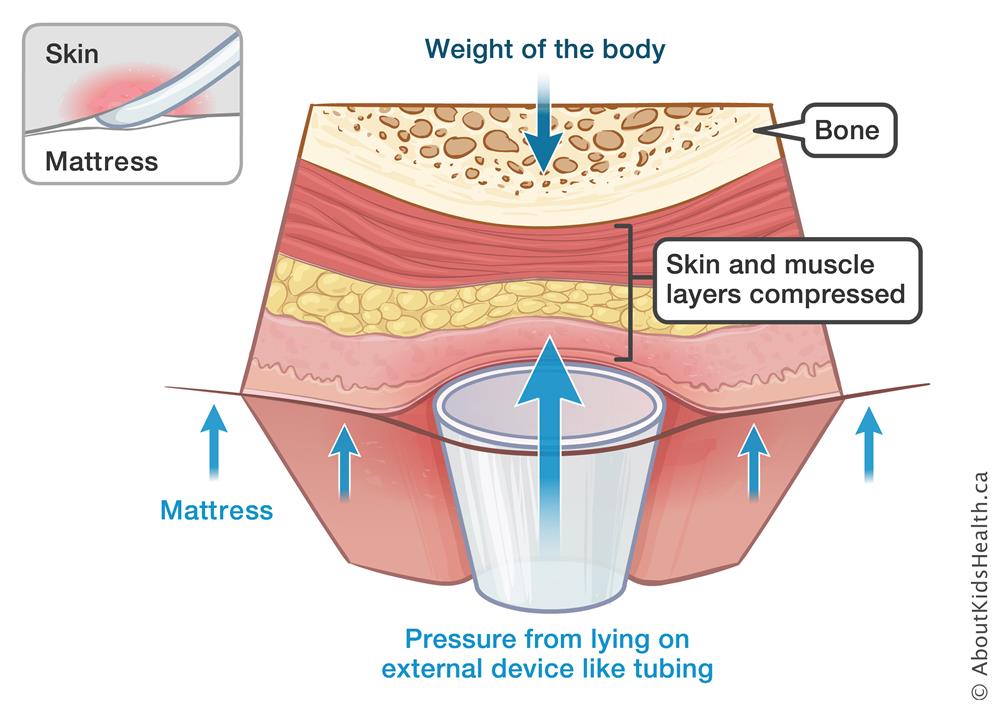 Skin
Mattress
Weight of the body
Bone
Skin and muscle
layers compressed
Mattress
Pressure from lying on
external device like tubing
© AboutKidsHealth.ca